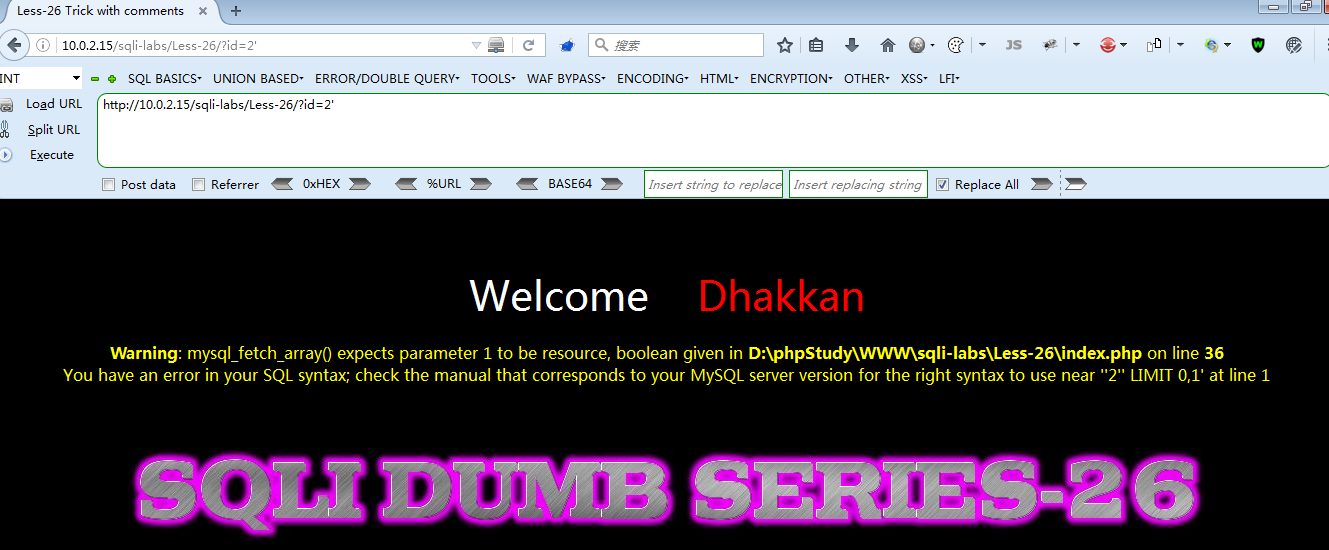 Less-26 Trick with comments
10.0.2.15/sqli-labs/Less-26/?id=2'
搜索
JS
INT SQL BASICS UNION BASED ERROR/DOUBLE QUERY TOOLS WAF BYPASS ENCODING HTML ENCRYPTION OTHER XSS LFI
Load URL http://10.0.2.15/sqli-labs/Less-26/?id=2'
Split URL
Execute
Post data Referrer 0xHEX %URL BASE64 Insert string to replace Insert replacing string Replace All
Welcome Dhakkan
Warning: mysql_fetch_array() expects parameter 1 to be resource, boolean given in D:\phpStudy\WWW\sqli-labs\Less-26\index.php on line 36
You have an error in your SQL syntax; check the manual that corresponds to your MySQL server version for the right syntax to use near ''2'' LIMIT 0,1' at line 1
SQLI DUMB SERIES-26